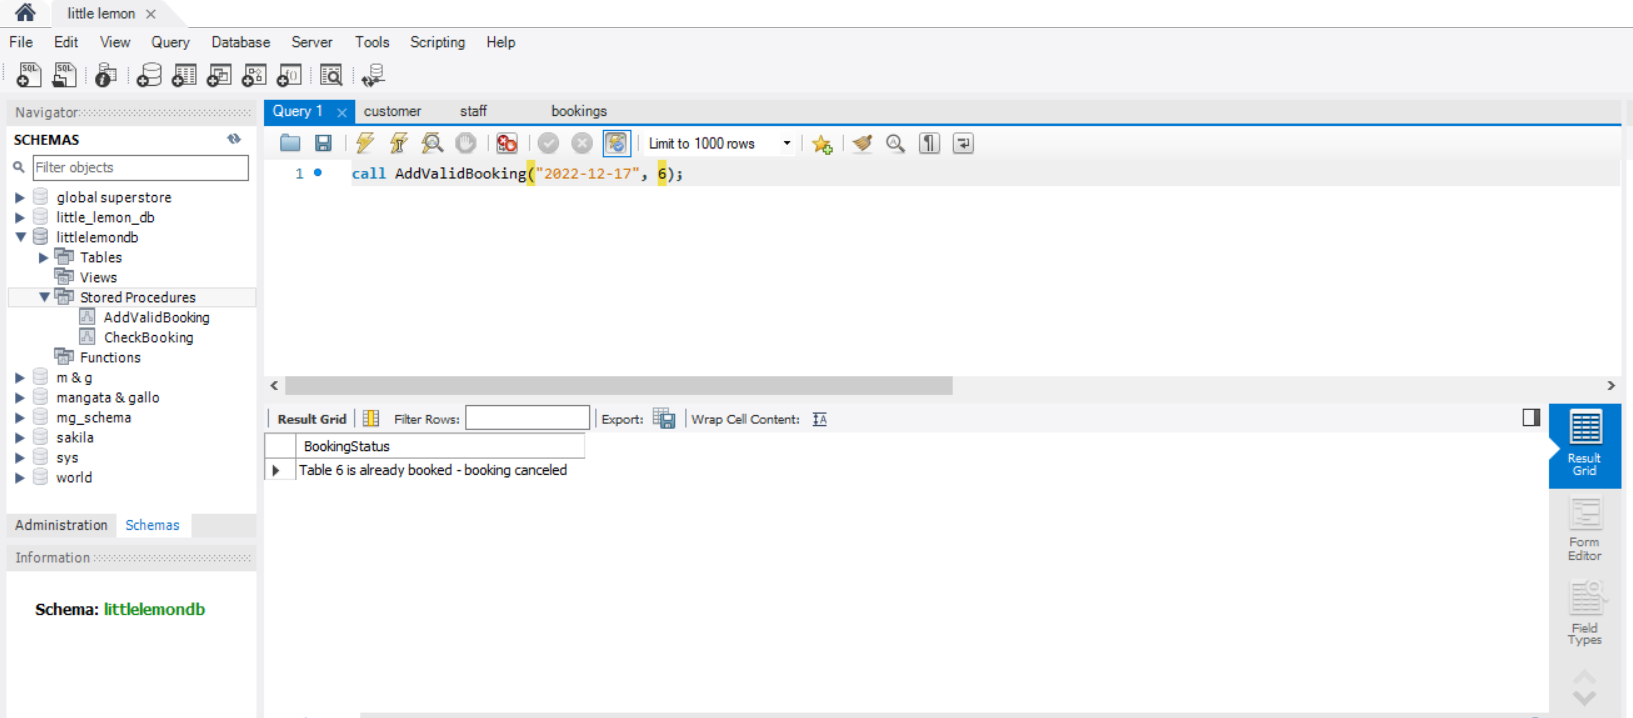 little lemon
File Edit View Query Database Server Tools Scripting Help
Navigator
SCHEMAS
Filter objects
global superstore
little_lemon_db
littlelemondb
Tables
Views
Stored Procedures
AddValidBooking
CheckBooking
Functions
m & g
mangata & gallo
mg_schema
sakila
sys
world
Administration Schemas
Information
Schema: littlelemondb
Query 1 customer staff bookings
Limit to 1000 rows
1 call AddValidBooking("2022-12-17", 6);
Result Grid Filter Rows: Export: Wrap Cell Content:
BookingStatus
Table 6 is already booked - booking canceled
Result
Grid
Form
Editor
Field
Types